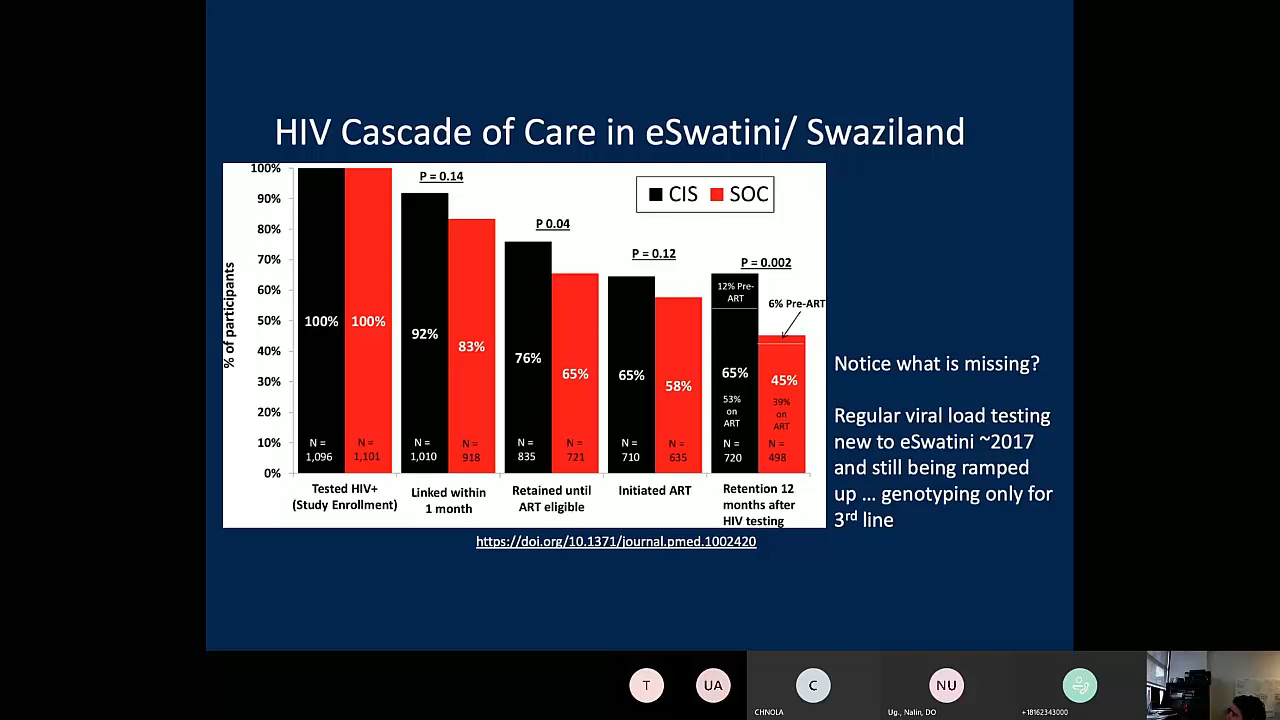 HIV Cascade of Care in eSwatini/ Swaziland
100%
90%
80%
70%
60%
50%
40%
30%
20%
10%
0%
% of participants
CIS
SOC
P = 0.14
P 0.04
P = 0.12
P = 0.002
100%
100%
92%
83%
76%
65%
65%
58%
12% Pre-
ART
6% Pre-ART
65%
45%
53%
on
ART
39%
on
ART
N =
1,096
N =
1,101
N =
1,010
N =
918
N =
835
N =
721
N =
710
N =
635
N =
720
N =
498
Tested HIV+
(Study Enrollment)
Linked within
1 month
Retained until
ART eligible
Initiated ART
Retention 12
months after
HIV testing
https://doi.org/10.1371/journal.pmed.1002420
Notice what is missing?
Regular viral load testing
new to eSwatini ~2017
and still being ramped
up … genotyping only for
3rd line
T
UA
C
NU
CHNOLA
Ug., Nalin, DO
+18162343000